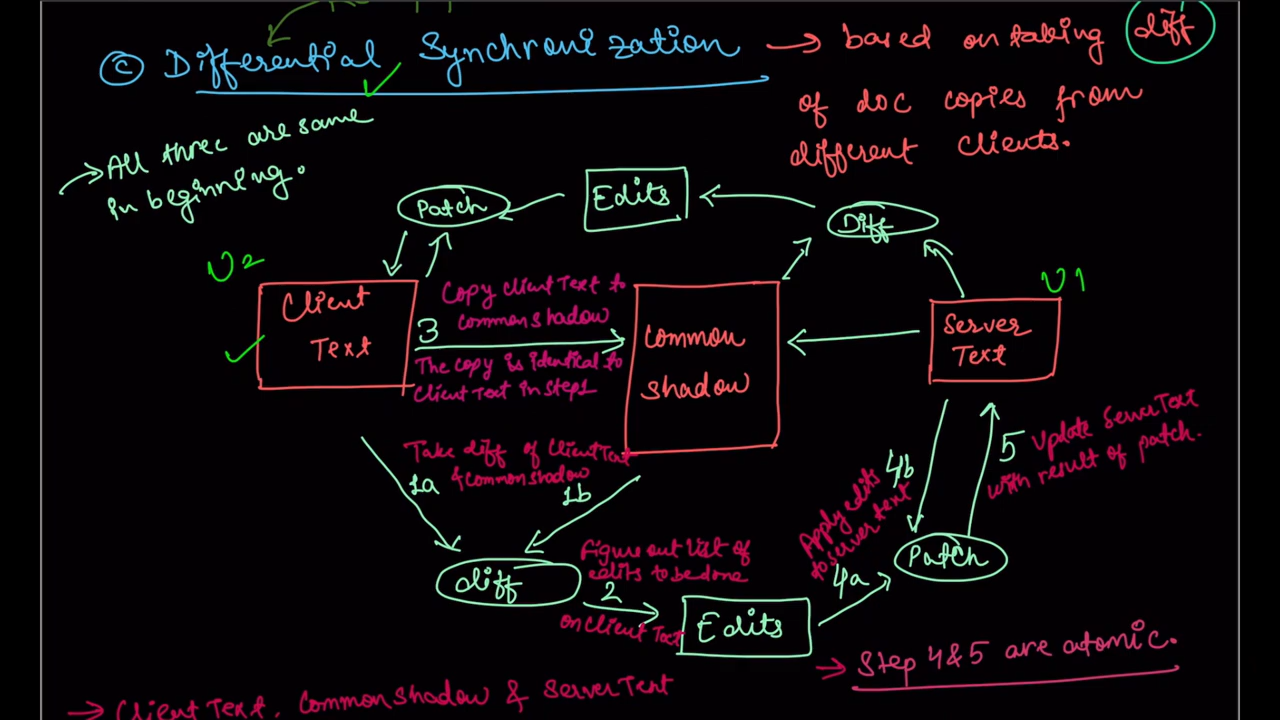 © Differential Synchronization → based on taking diff
of doc copies from
different clients.
→ All three are same
in beginning.
Patch
Edits
Diff
V2
V1
Client
Text
Copy Client Text to
common shadow
3
The copy is identical to
Client Text in step 1
Common
shadow
Server
Text
Take diff of Client Text
& Common shadow
1a
1b
diff
Figure out list of
edits to be done
2
on Client Text
Edits
Apply edits
to server text
4a
4b
Patch
5 Update Server Text
with result of patch.
→ Step 4 & 5 are atomic.
→ Client Text, Common shadow & Server Text